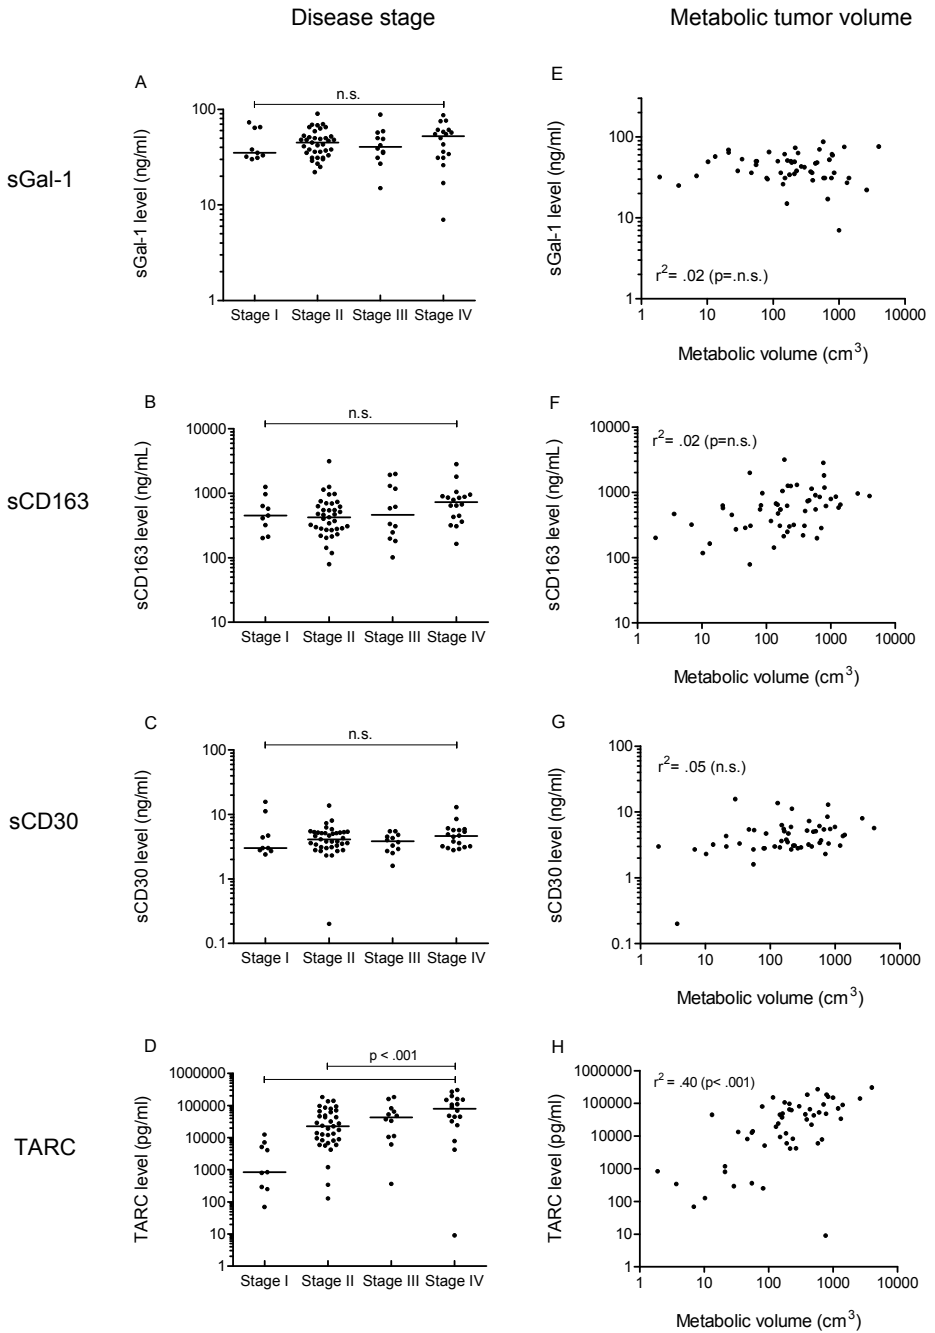 Disease stage
Metabolic tumor volume
sGal-1
A
n.s.
100
10
1
sGal-1 level (ng/ml)
Stage I Stage II Stage III Stage IV
E
100
10
1
sGal-1 level (ng/ml)
r2= .02 (p=.n.s.)
1 10 100 1000 10000
Metabolic volume (cm3)
sCD163
B
n.s.
10000
1000
100
10
sCD163 level (ng/mL)
Stage I Stage II Stage III Stage IV
F
10000
1000
100
10
sCD163 level (ng/mL)
r2= .02 (p=n.s.)
1 10 100 1000 10000
Metabolic volume (cm3)
sCD30
C
n.s.
100
10
1
0.1
sCD30 level (ng/ml)
Stage I Stage II Stage III Stage IV
G
100
10
1
0.1
sCD30 level (ng/ml)
r2= .05 (n.s.)
1 10 100 1000 10000
Metabolic volume (cm3)
TARC
D
p < .001
1000000
100000
10000
1000
100
10
1
TARC level (pg/ml)
Stage I Stage II Stage III Stage IV
H
1000000
100000
10000
1000
100
10
1
TARC level (pg/ml)
r2= .40 (p< .001)
1 10 100 1000 10000
Metabolic volume (cm3)